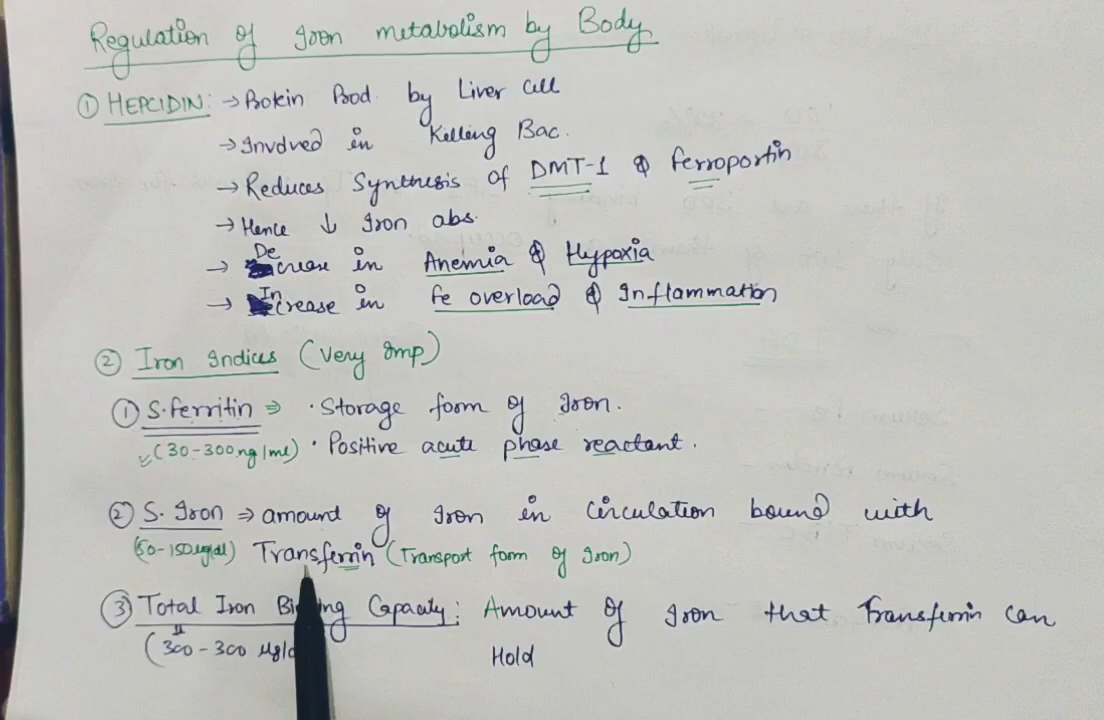 Regulation of Iron metabolism by Body
① HEPCIDIN: → Protein Prod. by Liver cell
→ Involved in Killing Bac.
→ Reduces Synthesis of DMT-1 & Ferroportin
→ Hence ↓ Iron abs.
→ Decrease in Anemia & Hypoxia
→ Increase in Fe overload & Inflammation
② Iron Indices (Very Imp)
① S. Ferritin ⇒ · Storage form of Iron.
(30-300 ng/ml) · Positive acute phase reactant.
② S. Iron ⇒ amount of Iron in circulation bound with
(50-150 µg/dl) Transferrin (Transport form of Iron)
③ Total Iron Capacity: Amount of Iron that Transferrin can
(300-300 Hold